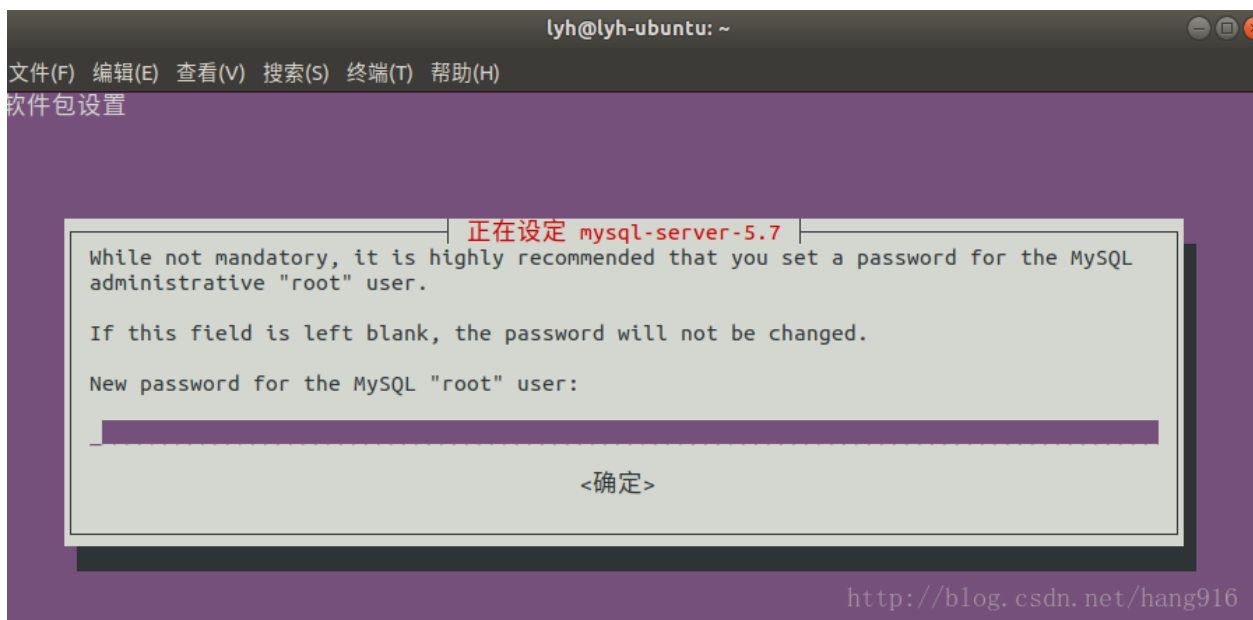 lyh@lyh-ubuntu: ~
文件(F) 编辑(E) 查看(V) 搜索(S) 终端(T) 帮助(H)
软件包设置
正在设定 mysql-server-5.7
While not mandatory, it is highly recommended that you set a password for the MySQL
administrative "root" user.
If this field is left blank, the password will not be changed.
New password for the MySQL "root" user:
<确定>
http://blog.csdn.net/hang916